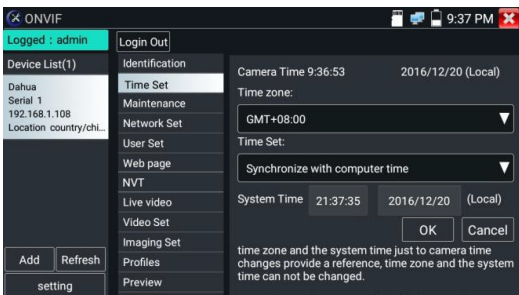 ONVIF
9:37 PM
Logged : admin
Login Out
Device List(1)
Dahua
Serial 1
192.168.1.108
Location country/chi...
Add
Refresh
setting
Identification
Time Set
Maintenance
Network Set
User Set
Web page
NVT
Live video
Video Set
Imaging Set
Profiles
Preview
Camera Time 9:36:53 2016/12/20 (Local)
Time zone:
GMT+08:00
Time Set:
Synchronize with computer time
System Time 21:37:35 2016/12/20 (Local)
OK Cancel
time zone and the system time just to camera time
changes provide a reference, time zone and the system
time can not be changed.